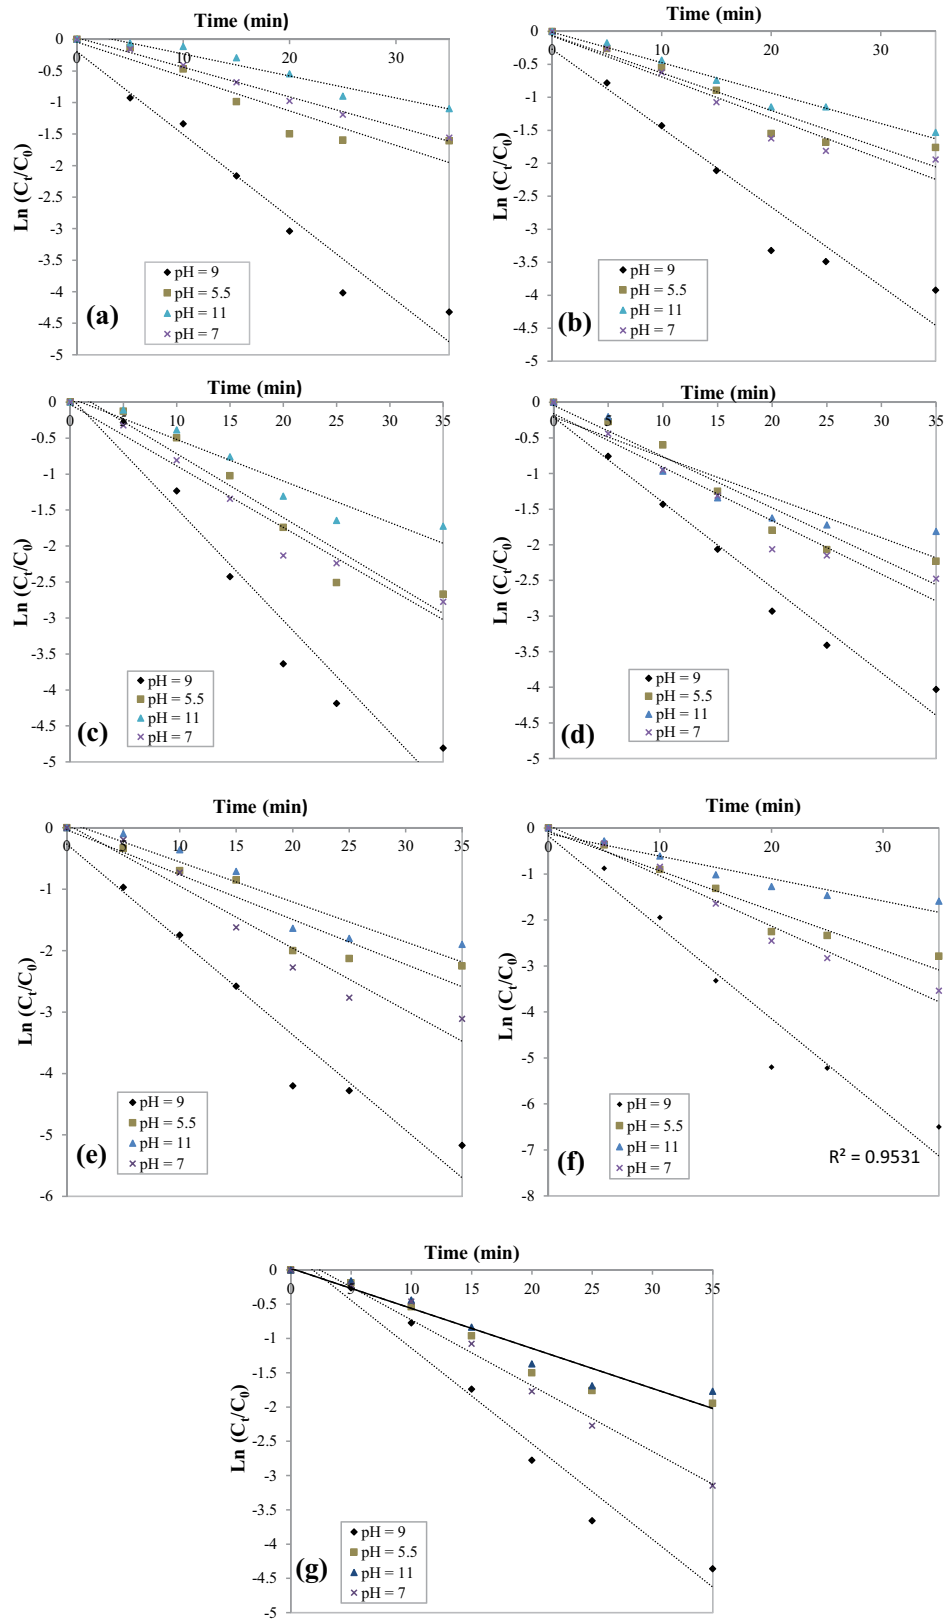 Time (min)
0 10 20 30
0
-0.5
-1
-1.5
-2
-2.5
-3
-3.5
-4
-4.5
-5
Ln (Ct/C0)
pH = 9
pH = 5.5
pH = 11
pH = 7
(a)
Time (min)
0 10 20 30
0
-0.5
-1
-1.5
-2
-2.5
-3
-3.5
-4
-4.5
-5
Ln (Ct/C0)
pH = 9
pH = 5.5
pH = 11
pH = 7
(b)
Time (min)
0 5 10 15 20 25 30 35
0
-0.5
-1
-1.5
-2
-2.5
-3
-3.5
-4
-4.5
-5
Ln (Ct/C0)
pH = 9
pH = 5.5
pH = 11
pH = 7
(c)
Time (min)
0 5 10 15 20 25 30 35
0
-0.5
-1
-1.5
-2
-2.5
-3
-3.5
-4
-4.5
-5
Ln (Ct/C0)
pH = 9
pH = 5.5
pH = 11
pH = 7
(d)
Time (min)
0 5 10 15 20 25 30 35
0
-1
-2
-3
-4
-5
-6
Ln (Ct/C0)
pH = 9
pH = 5.5
pH = 11
pH = 7
(e)
Time (min)
0 10 20 30
0
-1
-2
-3
-4
-5
-6
-7
-8
Ln (Ct/C0)
pH = 9
pH = 5.5
pH = 11
pH = 7
(f)
R² = 0.9531
Time (min)
0 5 10 15 20 25 30 35
0
-0.5
-1
-1.5
-2
-2.5
-3
-3.5
-4
-4.5
-5
Ln (Ct/C0)
pH = 9
pH = 5.5
pH = 11
pH = 7
(g)